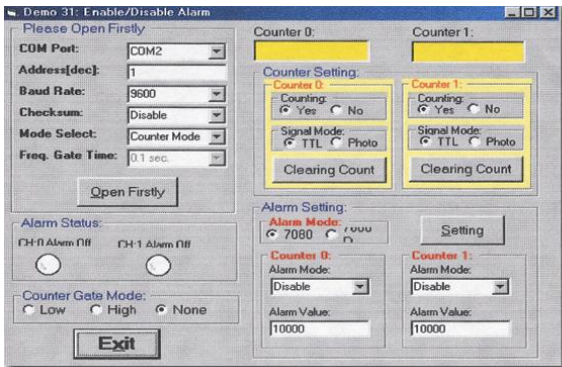 Demo 31: Enable/Disable Alarm
Please Open Firstly
COM Port: COM2
Address[dec]: 1
Baud Rate: 9600
Checksum: Disable
Mode Select: Counter Mode
Freq. Gate Time: 0.1 sec.
Open Firstly
Alarm Status:
CH:0 Alarm Off CH:1 Alarm Off
Counter Gate Mode:
Low High None
Exit
Counter 0: Counter 1:
Counter Setting:
Counter 0:
Counting:
Yes No
Signal Mode:
TTL Photo
Clearing Count
Counter 1:
Counting:
Yes No
Signal Mode:
TTL Photo
Clearing Count
Alarm Setting:
Alarm Mode:
7080
Setting
Counter 0:
Alarm Mode:
Disable
Alarm Value:
10000
Counter 1:
Alarm Mode:
Disable
Alarm Value:
10000